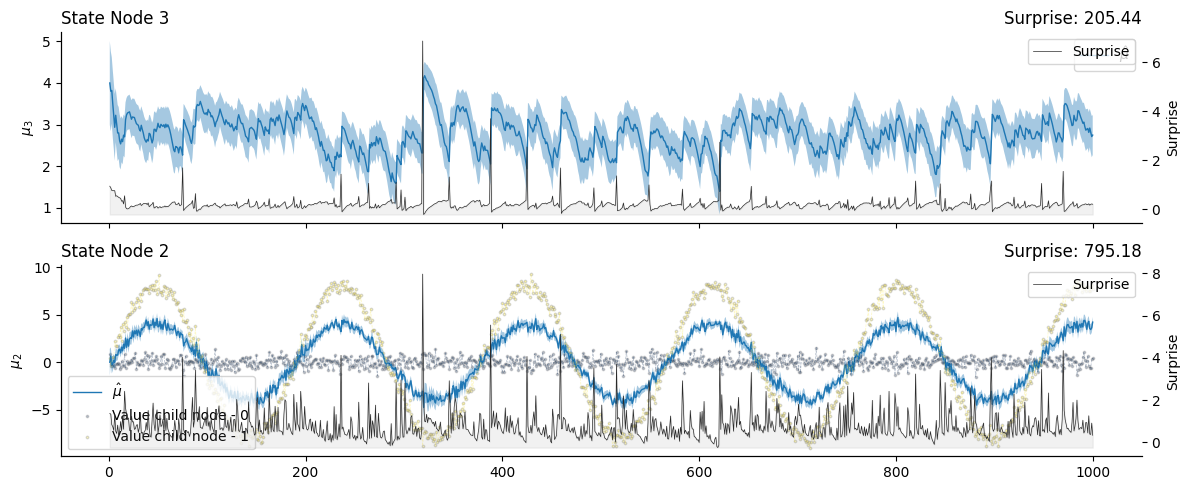 State Node 3
Surprise: 205.44
Surprise
5
4
3
2
1
μ₃
6
4
2
0
Surprise
State Node 2
Surprise: 795.18
Surprise
10
5
0
−5
μ₂
8
6
4
2
0
Surprise
μ̂
Value child node - 0
Value child node - 1
0
200
400
600
800
1000